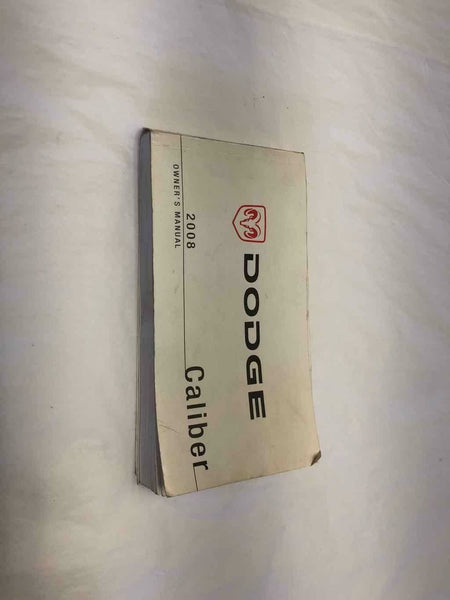 DODGE
2008
OWNER'S MANUAL
Caliber